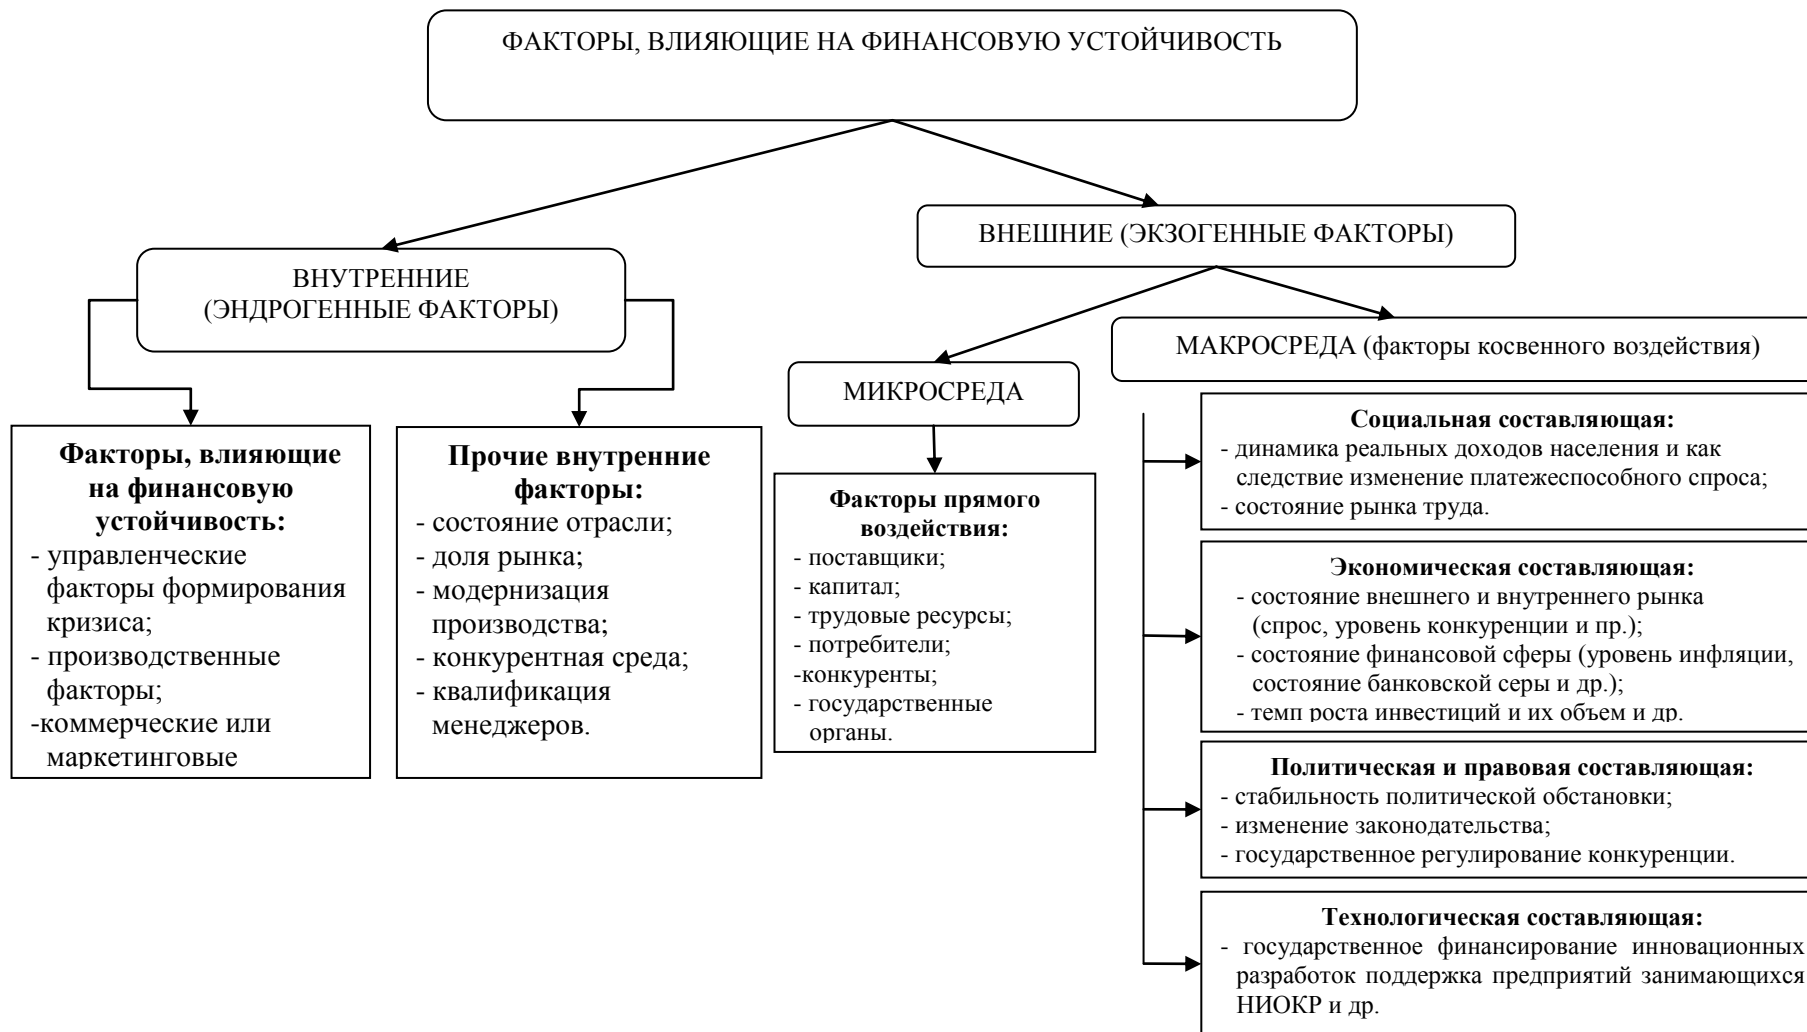 ФАКТОРЫ, ВЛИЯЮЩИЕ НА ФИНАНСОВУЮ УСТОЙЧИВОСТЬ
ВНУТРЕННИЕ
(ЭНДРОГЕННЫЕ ФАКТОРЫ)
Факторы, влияющие
на финансовую
устойчивость:
- управленческие
факторы формирования
кризиса;
- производственные
факторы;
-коммерческие или
маркетинговые
Прочие внутренние
факторы:
- состояние отрасли;
- доля рынка;
- модернизация
производства;
- конкурентная среда;
- квалификация
менеджеров.
ВНЕШНИЕ (ЭКЗОГЕННЫЕ ФАКТОРЫ)
МИКРОСРЕДА
Факторы прямого
воздействия:
- поставщики;
- капитал;
- трудовые ресурсы;
- потребители;
-конкуренты;
- государственные
органы.
МАКРОСРЕДА (факторы косвенного воздействия)
Социальная составляющая:
- динамика реальных доходов населения и как
следствие изменение платежеспособного спроса;
- состояние рынка труда.
Экономическая составляющая:
- состояние внешнего и внутреннего рынка
(спрос, уровень конкуренции и пр.);
- состояние финансовой сферы (уровень инфляции,
состояние банковской серы и др.);
- темп роста инвестиций и их объем и др.
Политическая и правовая составляющая:
- стабильность политической обстановки;
- изменение законодательства;
- государственное регулирование конкуренции.
Технологическая составляющая:
- государственное финансирование инновационных
разработок поддержка предприятий занимающихся
НИОКР и др.